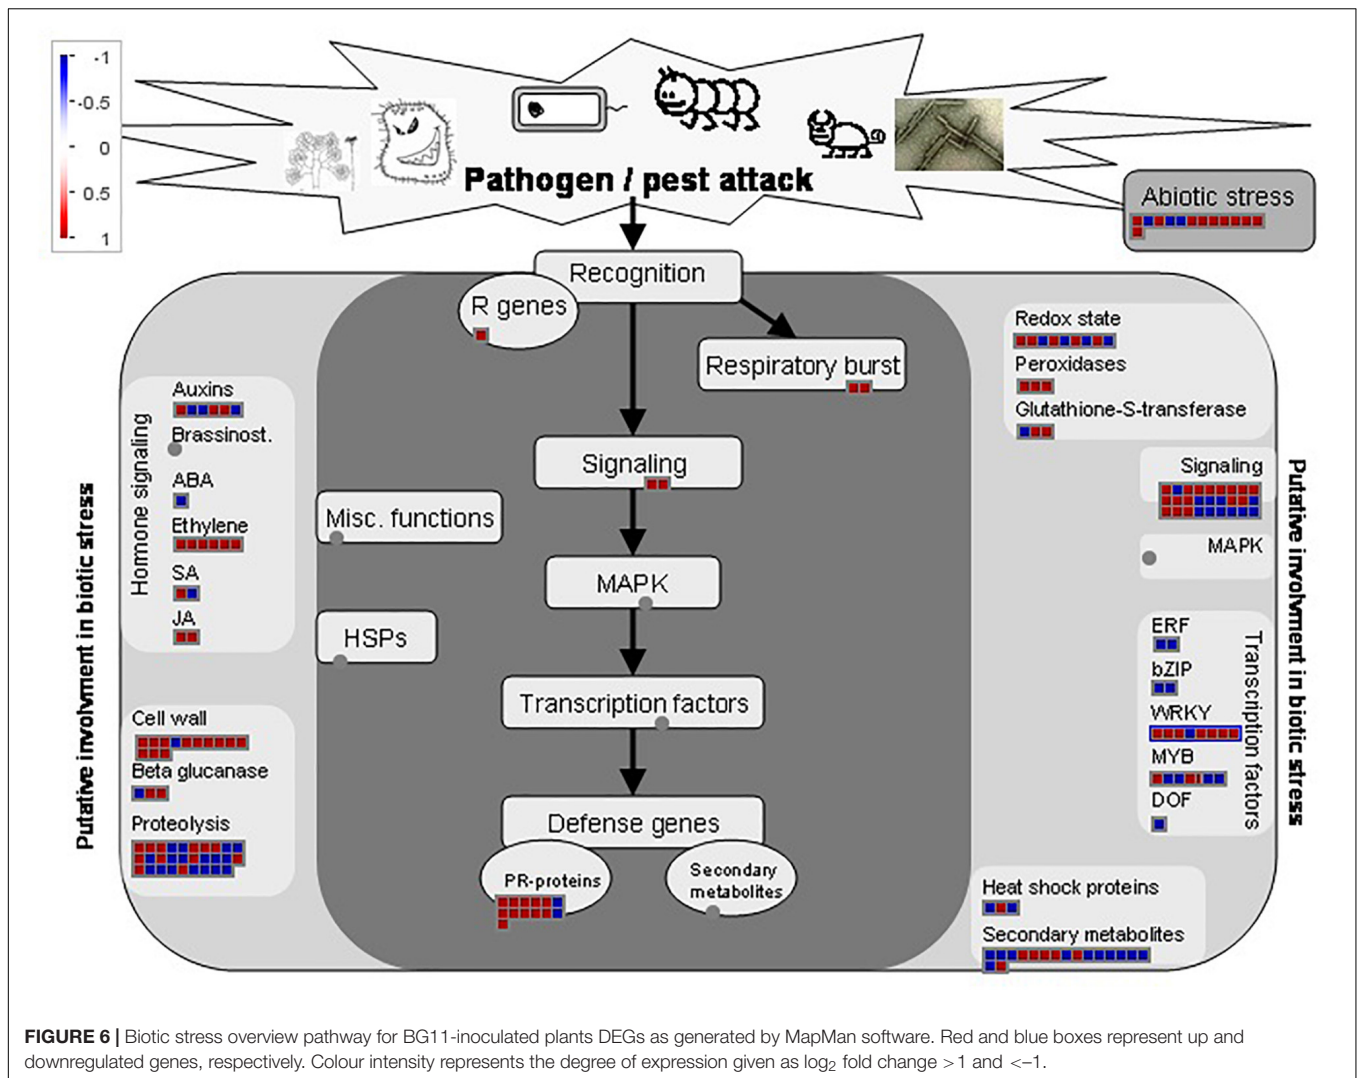 -1
-0.5
0
0.5
1
Pathogen / pest attack
Abiotic stress
Recognition
R genes
Respiratory burst
Redox state
Peroxidases
Glutathione-S-transferase
Auxins
Brassinost.
ABA
Ethylene
SA
JA
Hormone signaling
Signaling
Signaling
MAPK
Misc. functions
MAPK
HSPs
Transcription factors
ERF
bZIP
WRKY
MYB
DOF
Transcription factors
Cell wall
Beta glucanase
Proteolysis
Defense genes
PR-proteins
Secondary
metabolites
Heat shock proteins
Secondary metabolites
Putative involvment in biotic stress
Putative involvment in biotic stress
FIGURE 6 | Biotic stress overview pathway for BG11-inoculated plants DEGs as generated by MapMan software. Red and blue boxes represent up and
downregulated genes, respectively. Colour intensity represents the degree of expression given as log₂ fold change >1 and <–1.